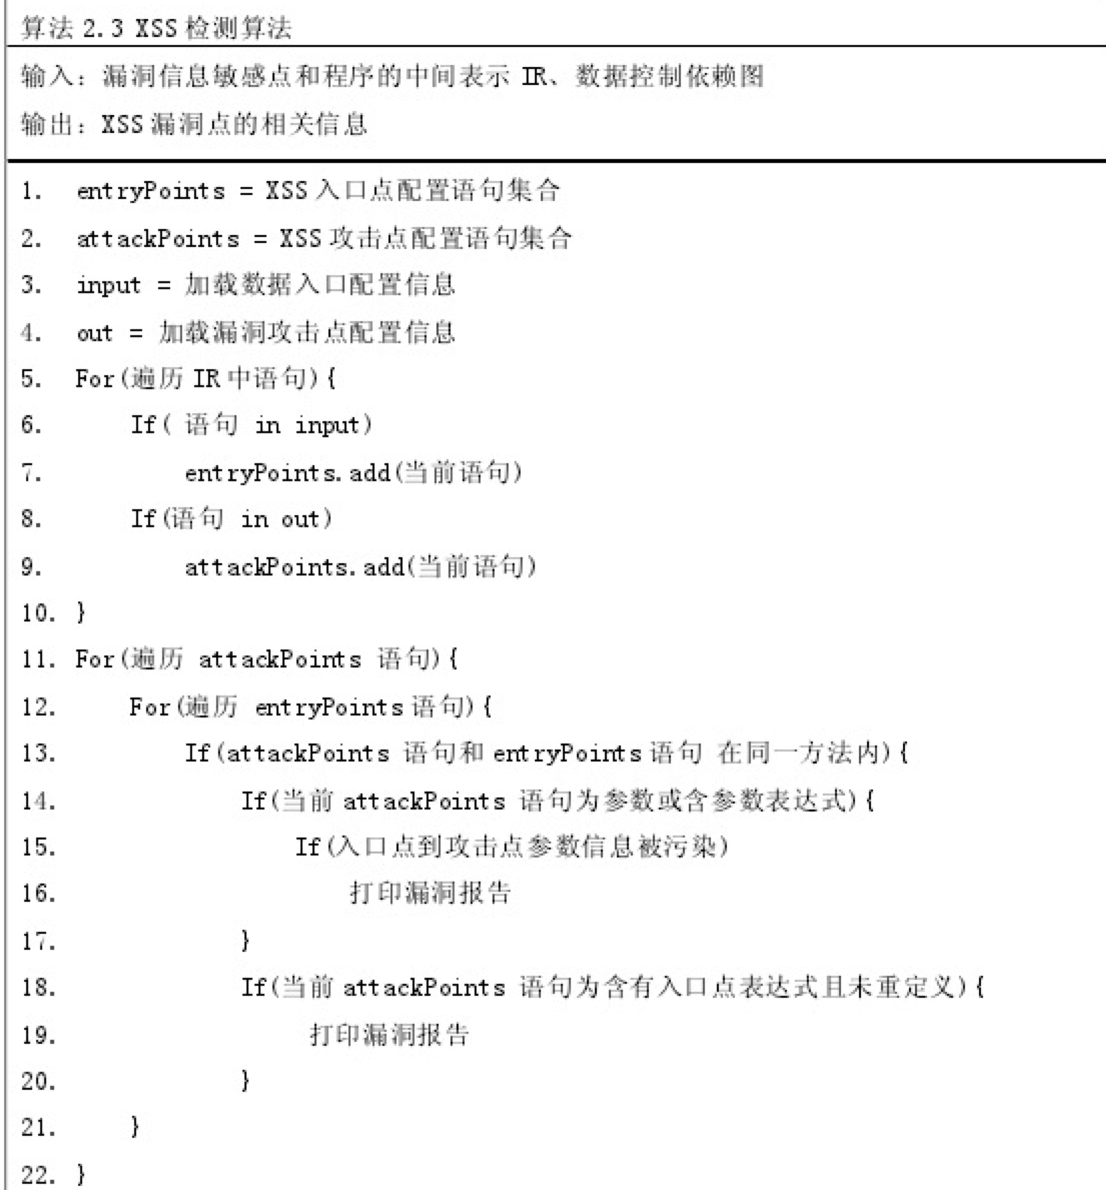 算法 2.3 XSS 检测算法
输入：漏洞信息敏感点和程序的中间表示 IR、数据控制依赖图
输出：XSS 漏洞点的相关信息
1. entryPoints = XSS 入口点配置语句集合
2. attackPoints = XSS 攻击点配置语句集合
3. input = 加载数据入口配置信息
4. out = 加载漏洞攻击点配置信息
5. For(遍历 IR 中语句){
6. If( 语句 in input)
7. entryPoints.add(当前语句)
8. If(语句 in out)
9. attackPoints.add(当前语句)
10. }
11. For(遍历 attackPoints 语句){
12. For(遍历 entryPoints 语句){
13. If(attackPoints 语句和 entryPoints 语句 在同一方法内){
14. If(当前 attackPoints 语句为参数或含参数表达式){
15. If(入口点到攻击点参数信息被污染)
16. 打印漏洞报告
17. }
18. If(当前 attackPoints 语句为含有入口点表达式且未重定义){
19. 打印漏洞报告
20. }
21. }
22. }